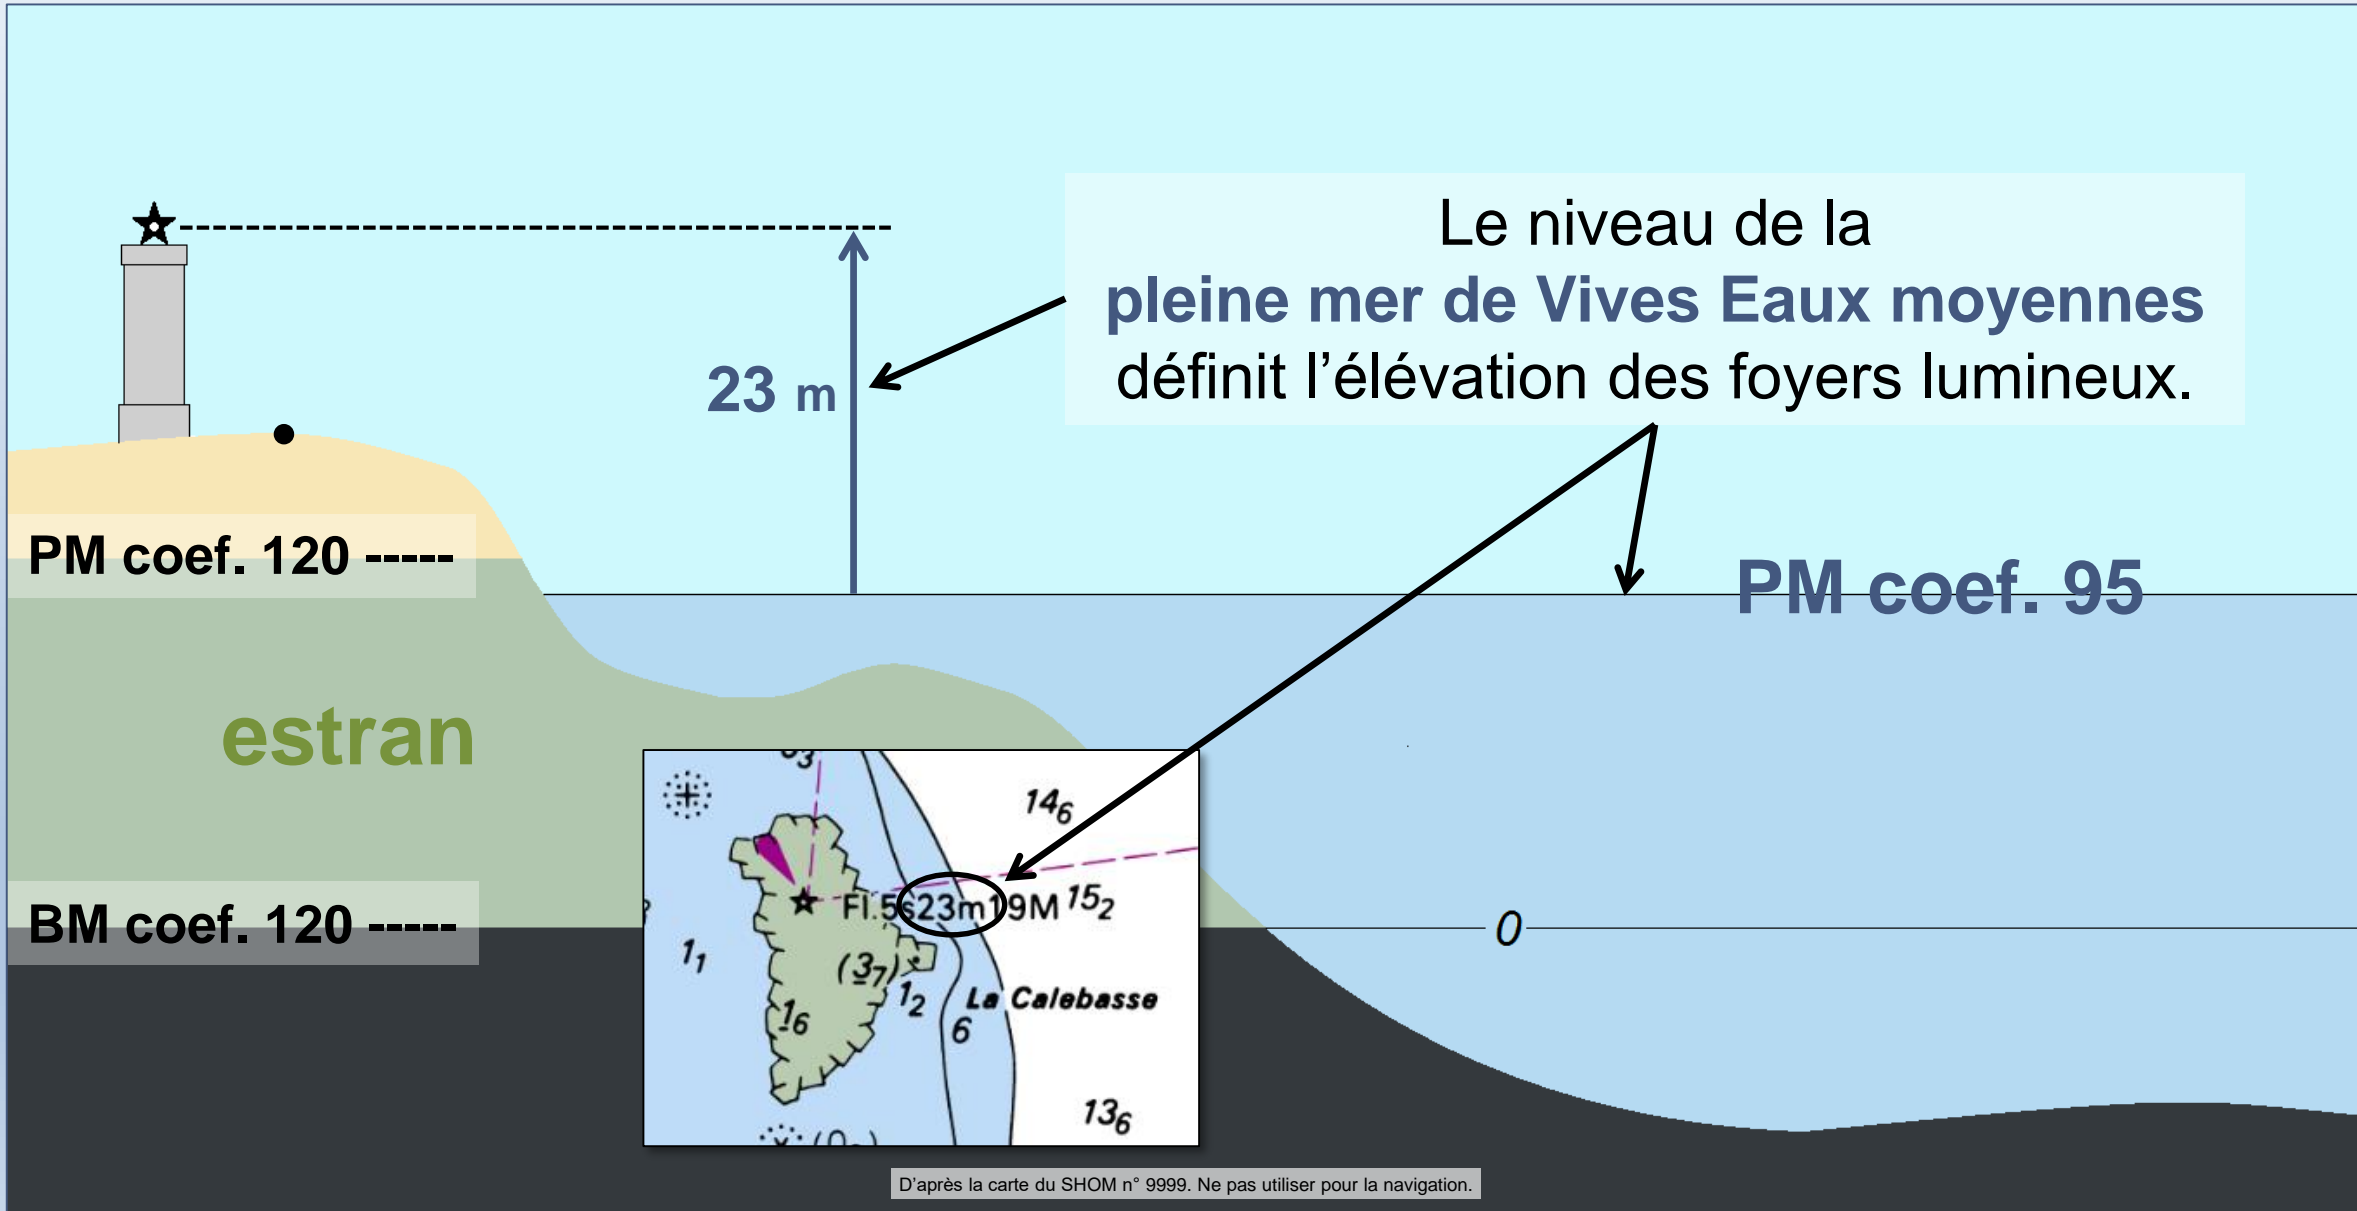 Le niveau de la
pleine mer de Vives Eaux moyennes
définit l’élévation des foyers lumineux.
23 m
PM coef. 120 -----
PM coef. 95
estran
BM coef. 120 -----
0
14₆
Fl.5s23m19M 15₂
1₁
(3₇)
1₂
La Calebasse
1₆
6
13₆
D'après la carte du SHOM n° 9999. Ne pas utiliser pour la navigation.